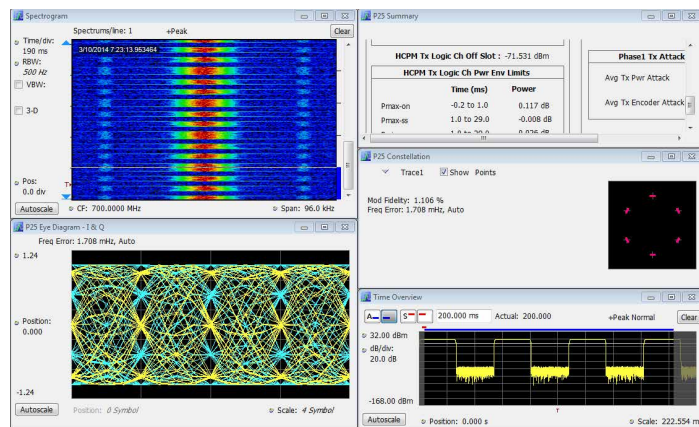 Spectrogram
Spectrums/line: 1
+Peak
Clear
Time/div:
190 ms
RBW:
500 Hz
VBW:
3-D
3/10/2014 7:23:13.953464
Pos:
0.0 div
T
Autoscale
CF: 700.0000 MHz
Span: 96.0 kHz
P25 Summary
HCPM Tx Logic Ch Off Slot : -71.531 dBm
HCPM Tx Logic Ch Pwr Env Limits
Time (ms) Power
Pmax-on -0.2 to 1.0 0.117 dB
Pmax-ss 1.0 to 29.0 -0.008 dB
1.0 to 29.0 0.026 dB
Phase1 Tx Attack
Avg Tx Pwr Attack
Avg Tx Encoder Attack
P25 Constellation
Trace1 Show Points
Mod Fidelity: 1.106 %
Freq Error: 1.708 mHz, Auto
P25 Eye Diagram - I & Q
Freq Error: 1.708 mHz, Auto
1.24
Position:
0.000
-1.24
Autoscale
Position: 0 Symbol
Scale: 4 Symbol
Time Overview
A S 200.000 ms Actual: 200.000 +Peak Normal Clear
32.00 dBm
dB/div:
20.0 dB
-168.00 dBm
T
Autoscale
Position: 0.000 s
Scale: 222.554 m